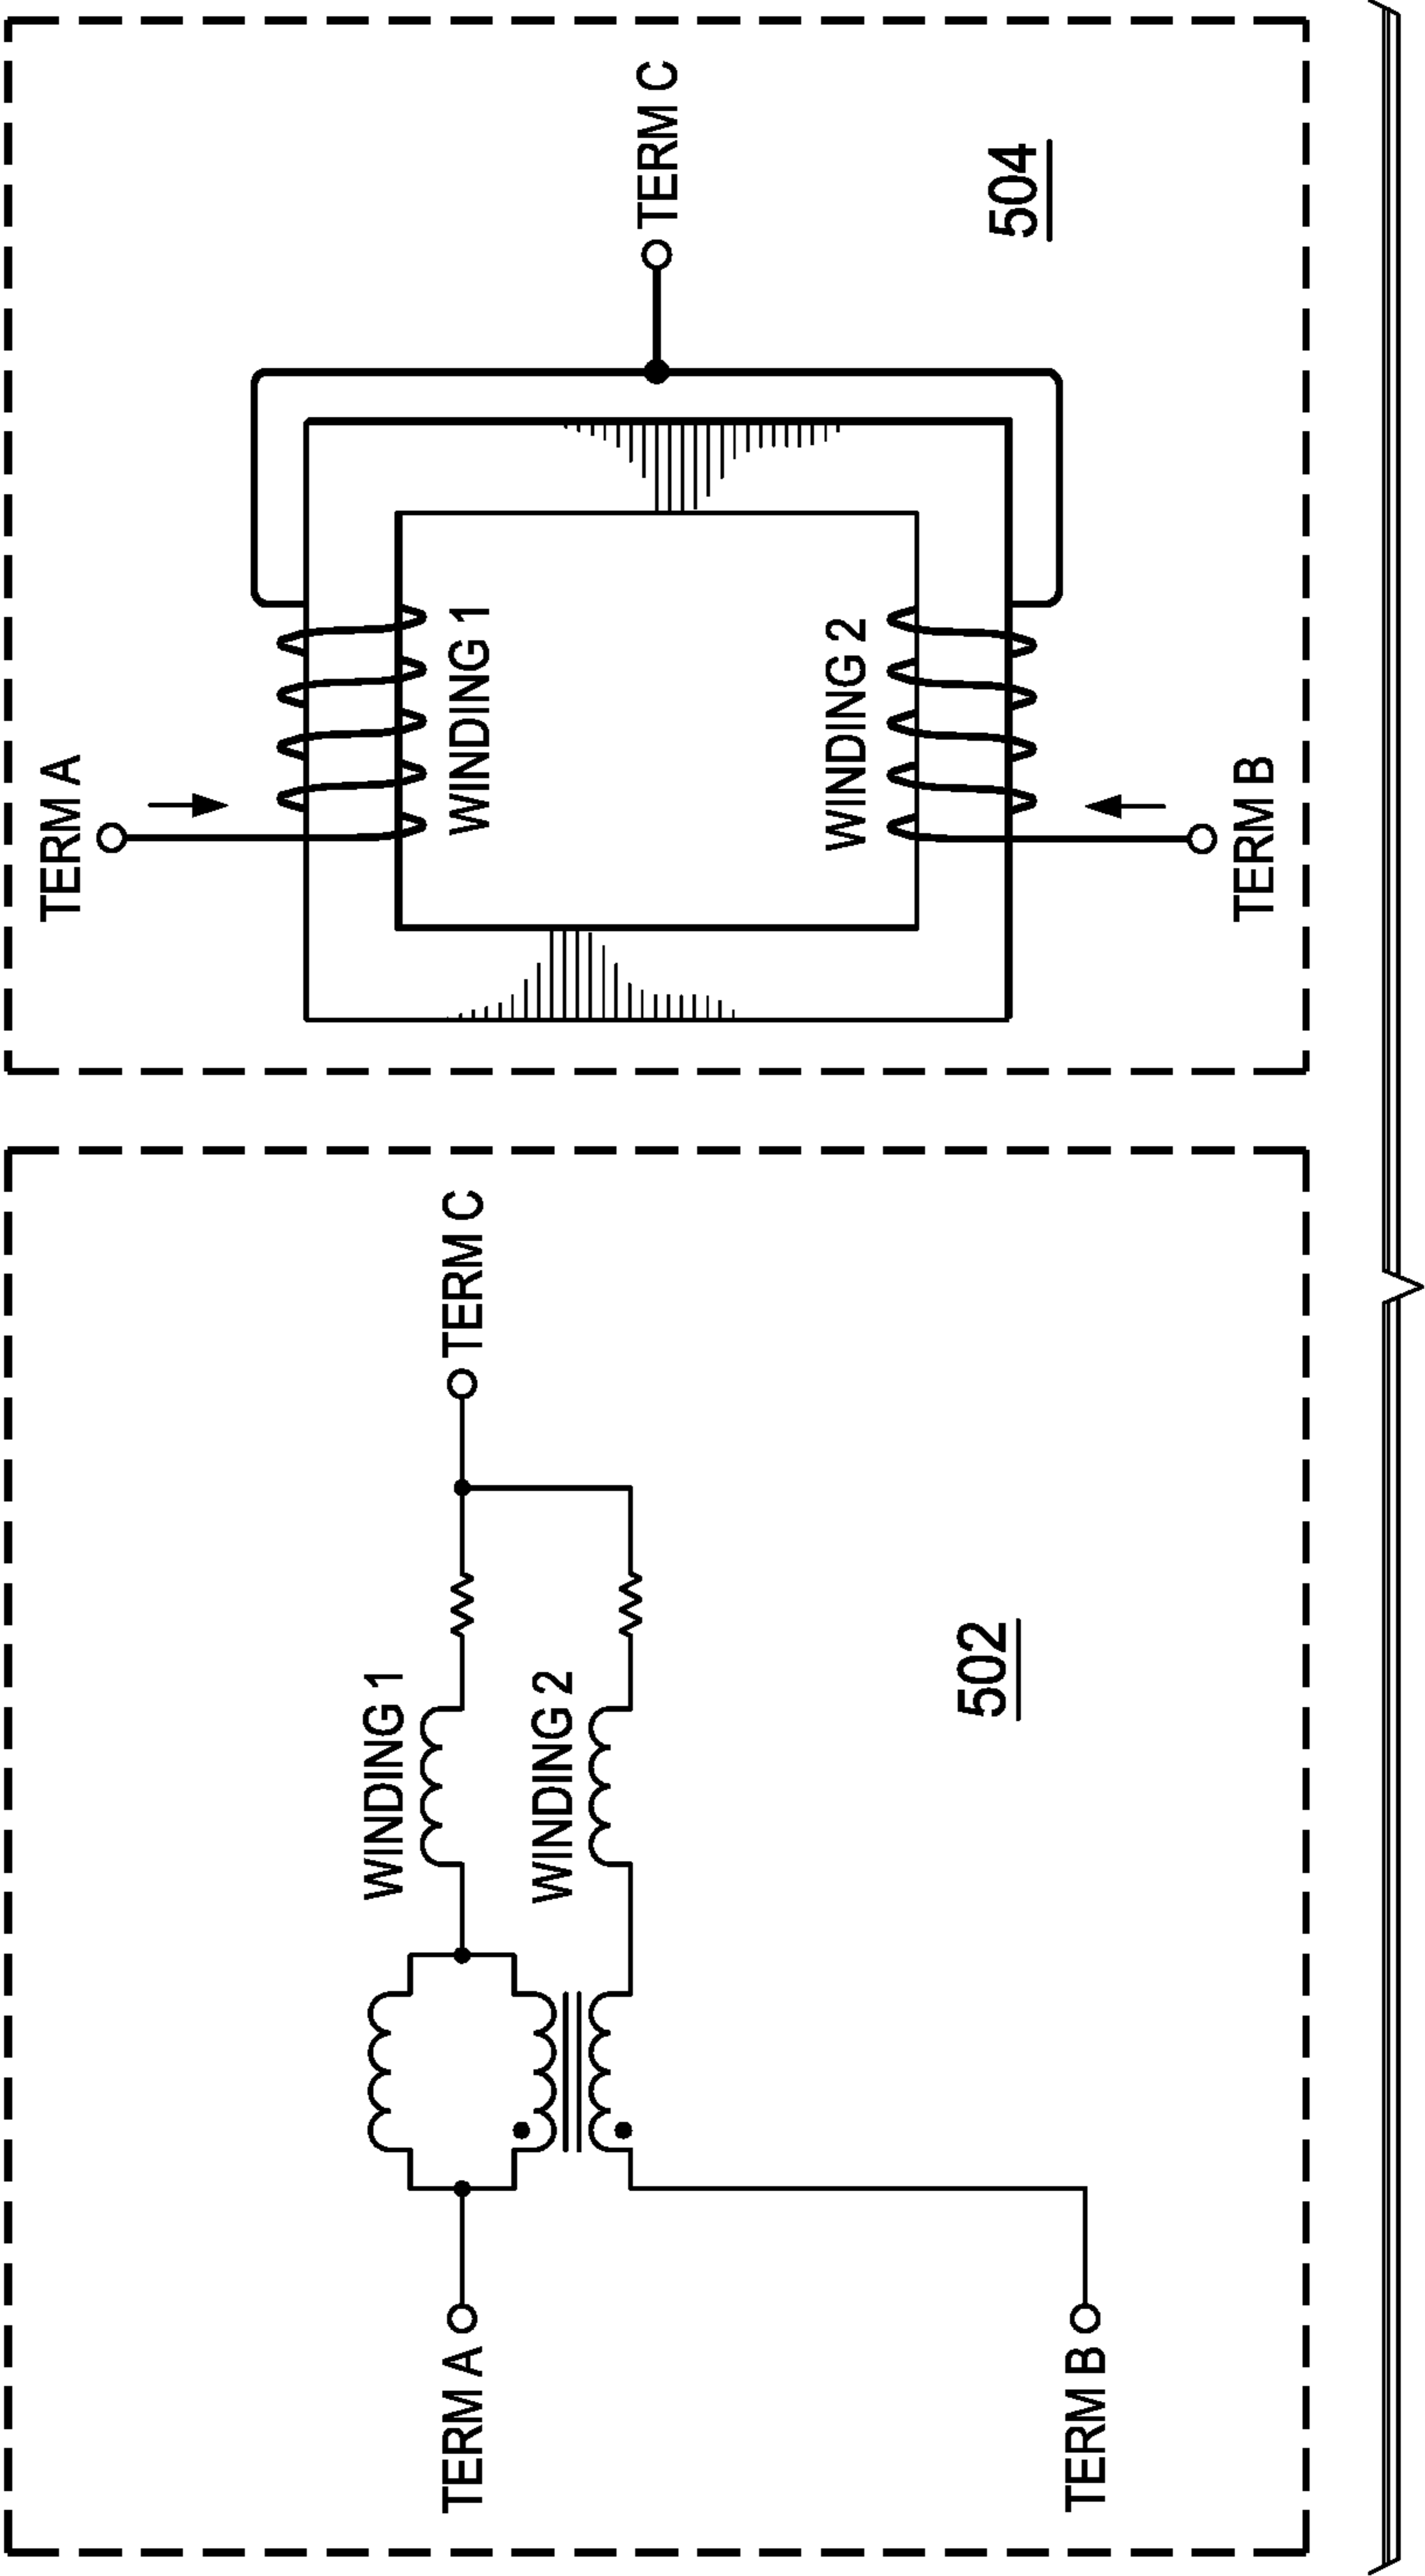 TERM A
WINDING 1
TERM C
WINDING 2
TERM B
502
TERM A
WINDING 1
TERM C
WINDING 2
TERM B
504